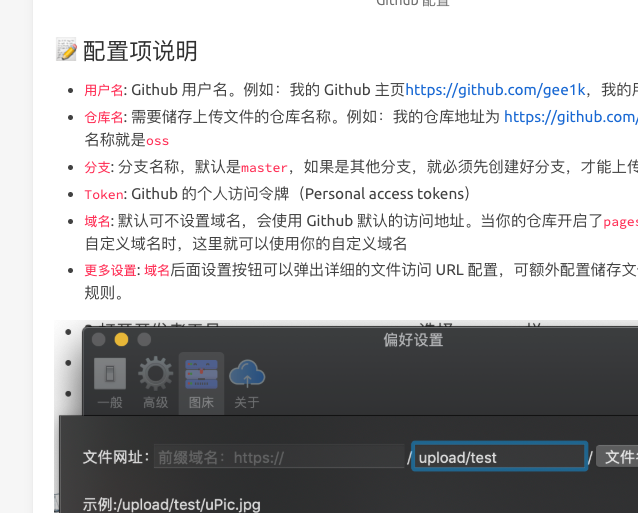 Github 配置
📝 配置项说明
用户名: Github 用户名。例如：我的 Github 主页https://github.com/gee1k，我的用
仓库名: 需要储存上传文件的仓库名称。例如：我的仓库地址为 https://github.com/
名称就是oss
分支: 分支名称，默认是master，如果是其他分支，就必须先创建好分支，才能上传
Token: Github 的个人访问令牌（Personal access tokens）
域名: 默认可不设置域名，会使用 Github 默认的访问地址。当你的仓库开启了pages
自定义域名时，这里就可以使用你的自定义域名
更多设置: 域名后面设置按钮可以弹出详细的文件访问 URL 配置，可额外配置储存文
规则。
偏好设置
一般 高级 图床 关于
文件网址: 前缀域名：https:// / upload/test / 文件
示例:/upload/test/uPic.jpg